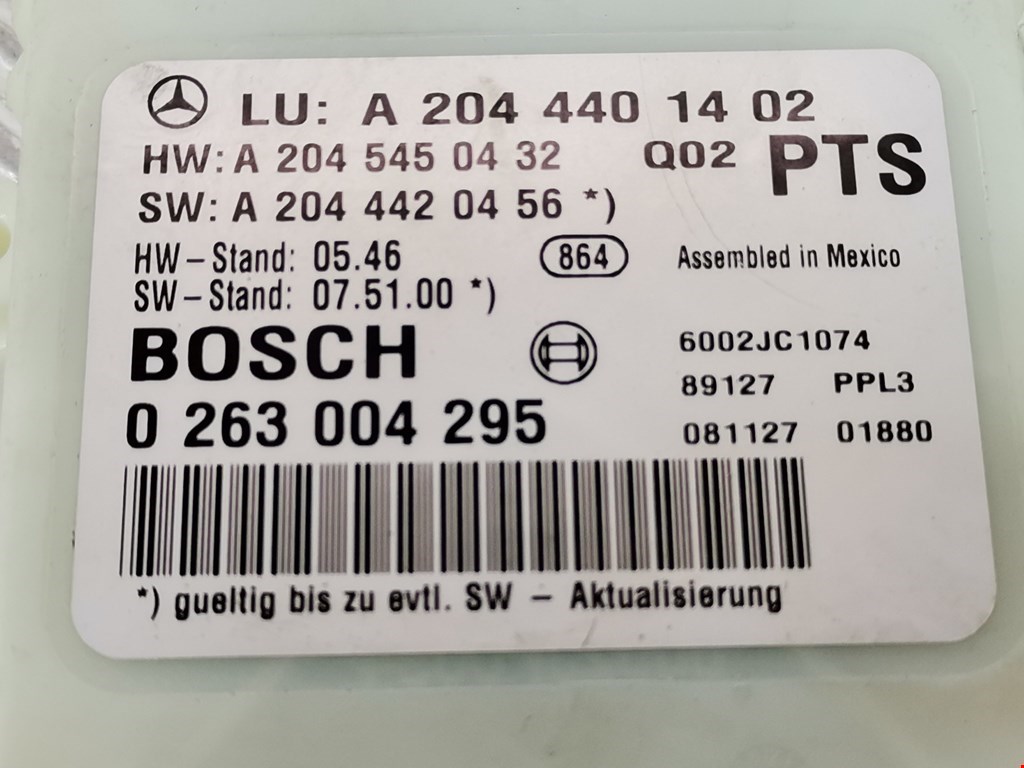 LU: A 204 440 14 02
HW: A 204 545 04 32 Q02 PTS
SW: A 204 442 04 56 *)
HW-Stand: 05.46 864 Assembled in Mexico
SW-Stand: 07.51.00 *)
BOSCH 6002JC1074
89127 PPL3
0 263 004 295 081127 01880
*) gueltig bis zu evtl. SW - Aktualisierung